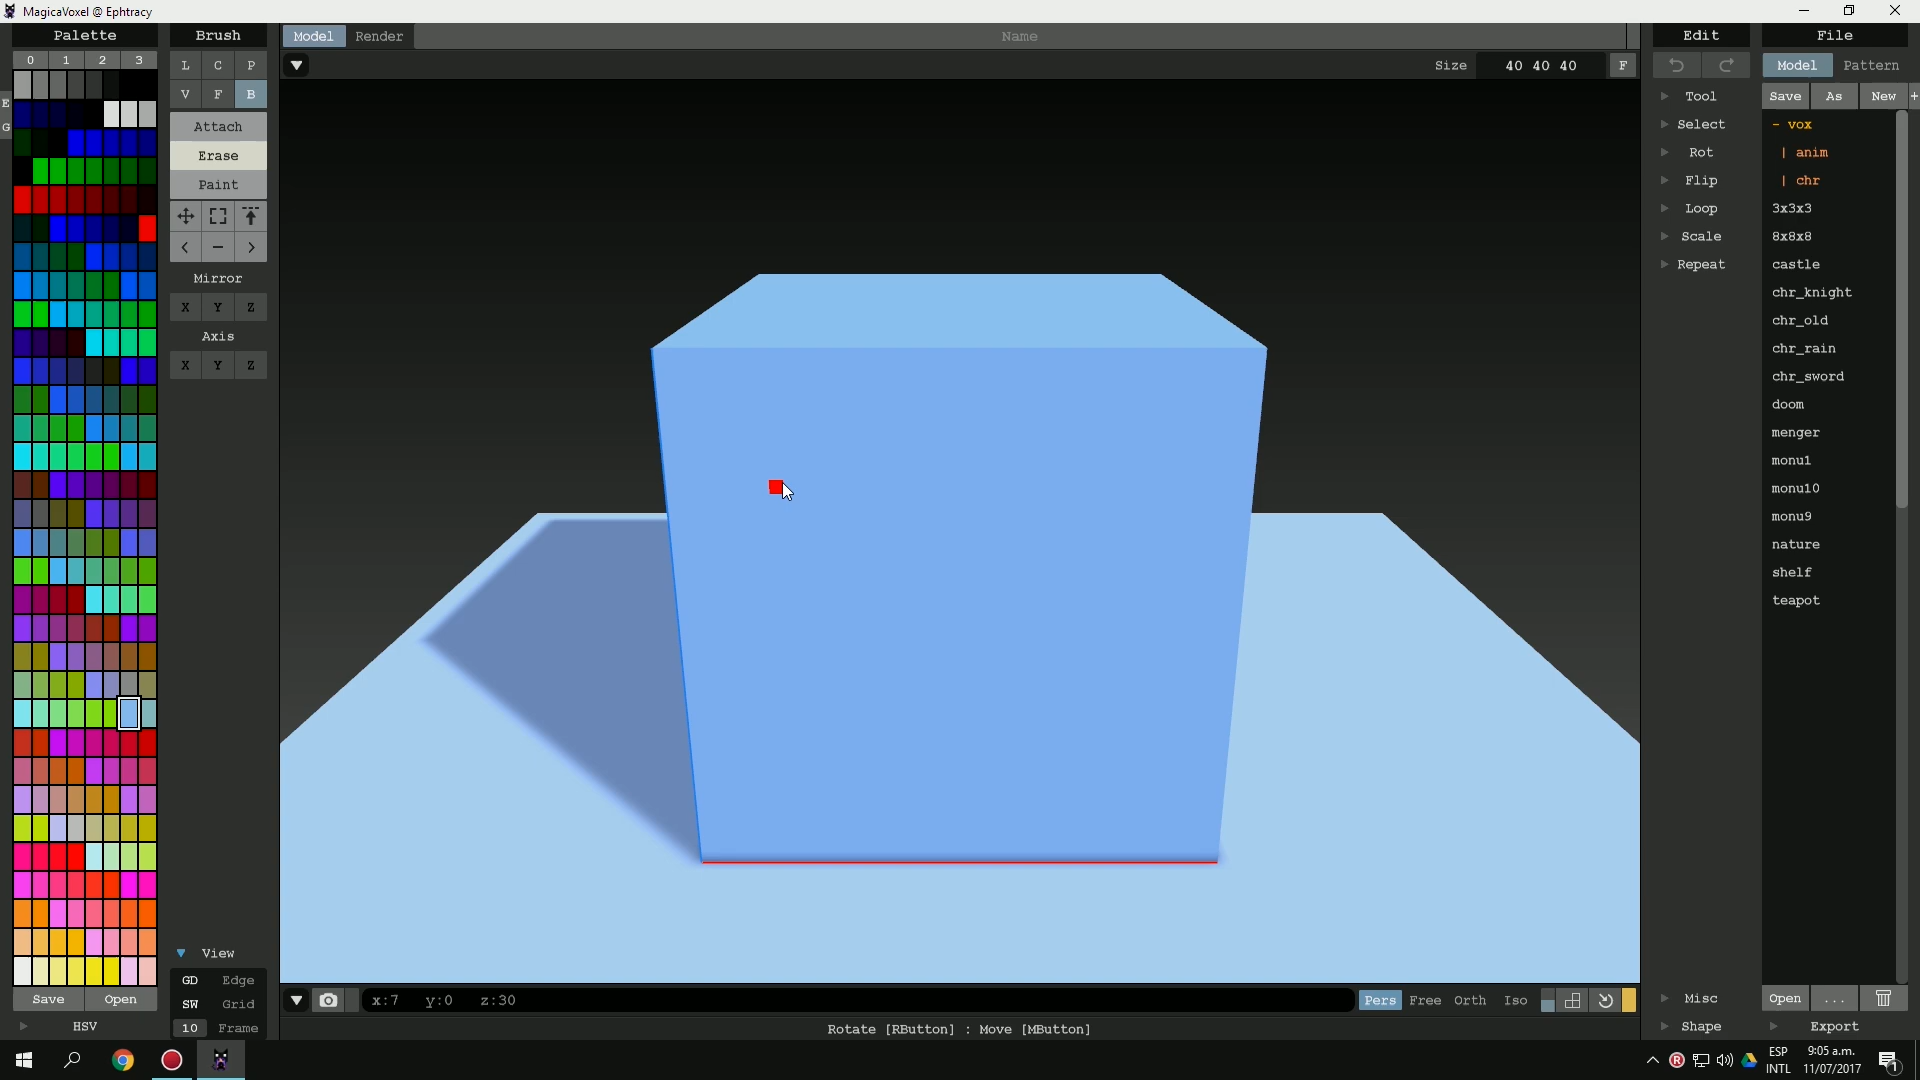 MagicaVoxel @ Ephtracy
Palette
Brush
Model Render
Name
Edit
File
0 1 2 3
L C P
Size 40 40 40 F
Model Pattern
V F B
Tool
Save As New +
E
G
Attach
Select
- vox
Erase
Rot
| anim
Paint
Flip
| chr
Loop
3x3x3
< - >
Scale
8x8x8
Mirror
Repeat
castle
X Y Z
chr_knight
Axis
chr_old
X Y Z
chr_rain
chr_sword
doom
menger
monu1
monu10
monu9
nature
shelf
teapot
View
GD Edge
SW Grid
10 Frame
Save Open
HSV
x:7 y:0 z:30
Pers Free Orth Iso
Misc
Open ...
Shape
Export
Rotate [RButton] : Move [MButton]
ESP
INTL
9:05 a.m.
11/07/2017
1